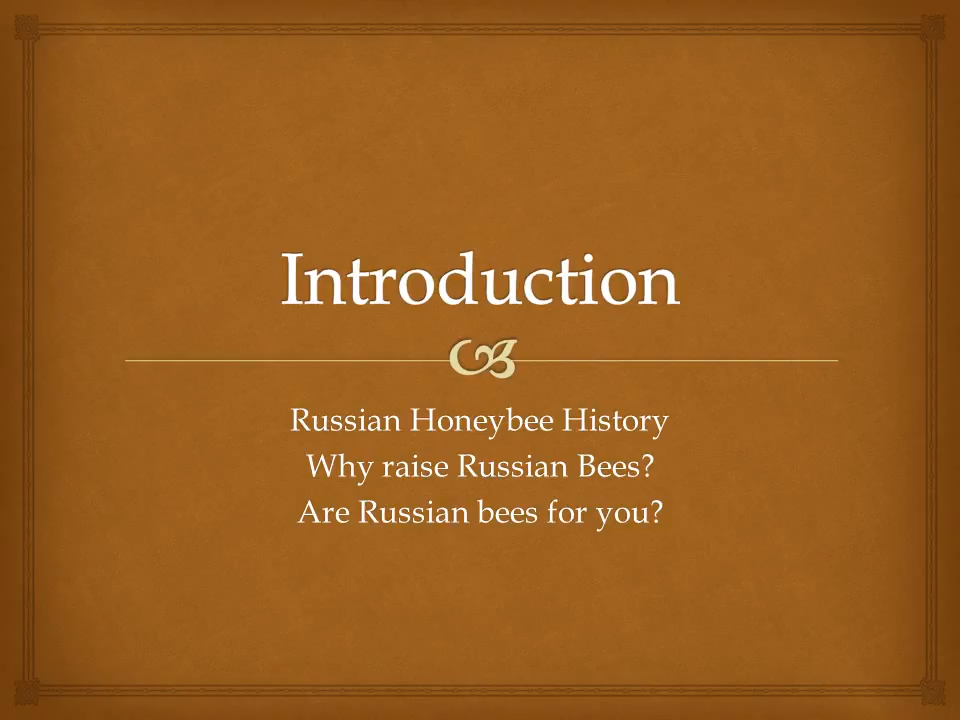 Introduction
Russian Honeybee History
Why raise Russian Bees?
Are Russian bees for you?